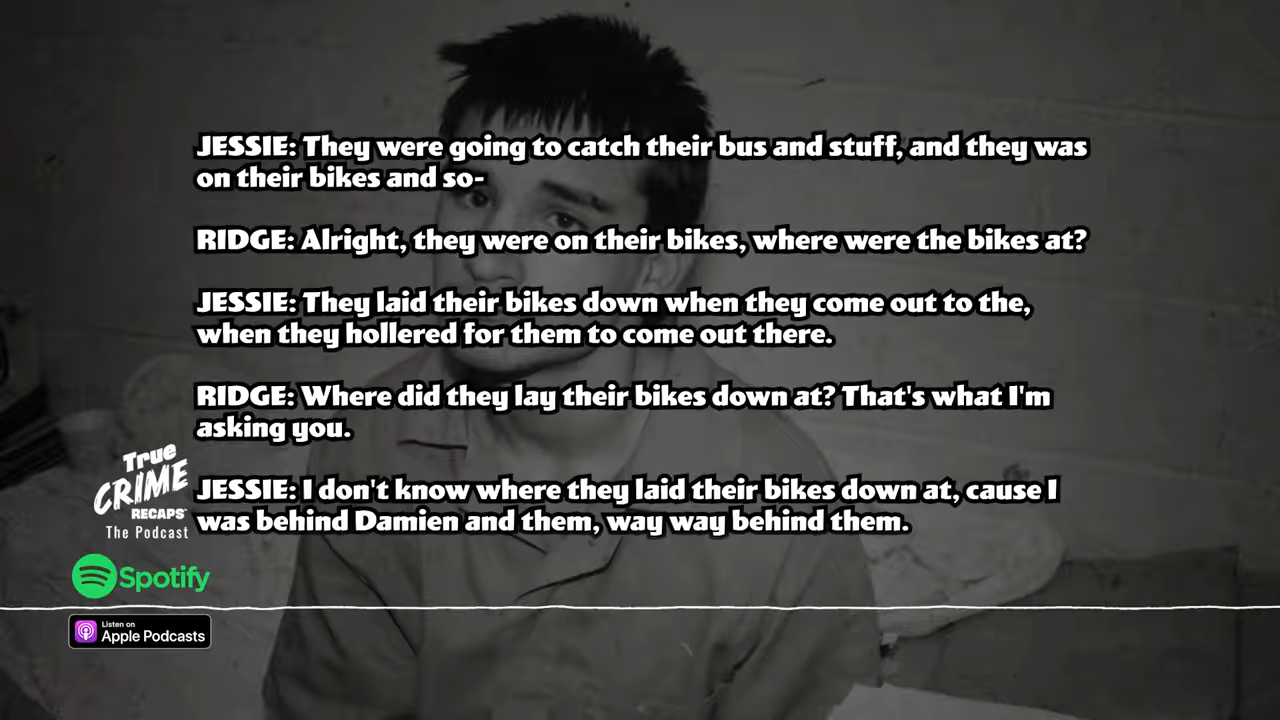 JESSIE: They were going to catch their bus and stuff, and they was
on their bikes and so-
RIDGE: Alright, they were on their bikes, where were the bikes at?
JESSIE: They laid their bikes down when they come out to the,
when they hollered for them to come out there.
RIDGE: Where did they lay their bikes down at? That's what I'm
asking you.
JESSIE: I don't know where they laid their bikes down at, cause I
was behind Damien and them, way way behind them.
True
CRIME
RECAPS
The Podcast
Spotify
Listen on
Apple Podcasts